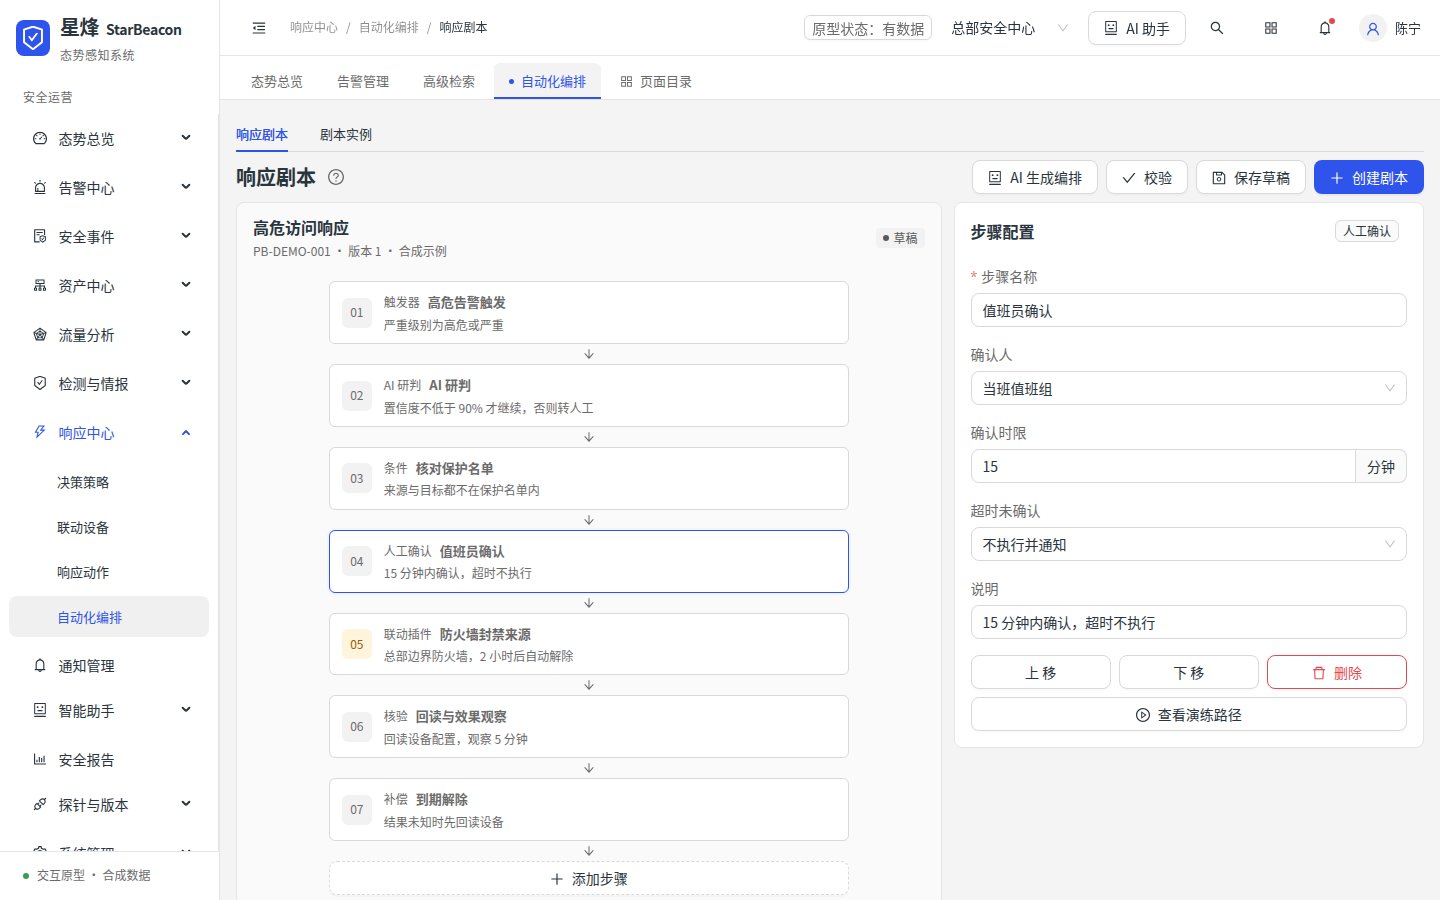 星烽 StarBeacon
态势感知系统
安全运营
态势总览
告警中心
安全事件
资产中心
流量分析
检测与情报
响应中心
决策策略
联动设备
响应动作
自动化编排
通知管理
智能助手
安全报告
探针与版本
交互原型 · 合成数据
响应中心 / 自动化编排 / 响应剧本
原型状态：有数据
总部安全中心
AI 助手
陈宁
态势总览
告警管理
高级检索
自动化编排
页面目录
响应剧本
剧本实例
响应剧本
AI 生成编排
校验
保存草稿
创建剧本
高危访问响应
PB-DEMO-001 · 版本 1 · 合成示例
草稿
01
触发器 高危告警触发
严重级别为高危或严重
02
AI 研判 AI 研判
置信度不低于 90% 才继续，否则转人工
03
条件 核对保护名单
来源与目标都不在保护名单内
04
人工确认 值班员确认
15 分钟内确认，超时不执行
05
联动插件 防火墙封禁来源
总部边界防火墙，2 小时后自动解除
06
核验 回读与效果观察
回读设备配置，观察 5 分钟
07
补偿 到期解除
结果未知时先回读设备
添加步骤
步骤配置
人工确认
* 步骤名称
值班员确认
确认人
当班值班组
确认时限
15
分钟
超时未确认
不执行并通知
说明
15 分钟内确认，超时不执行
上 移
下 移
删除
查看演练路径